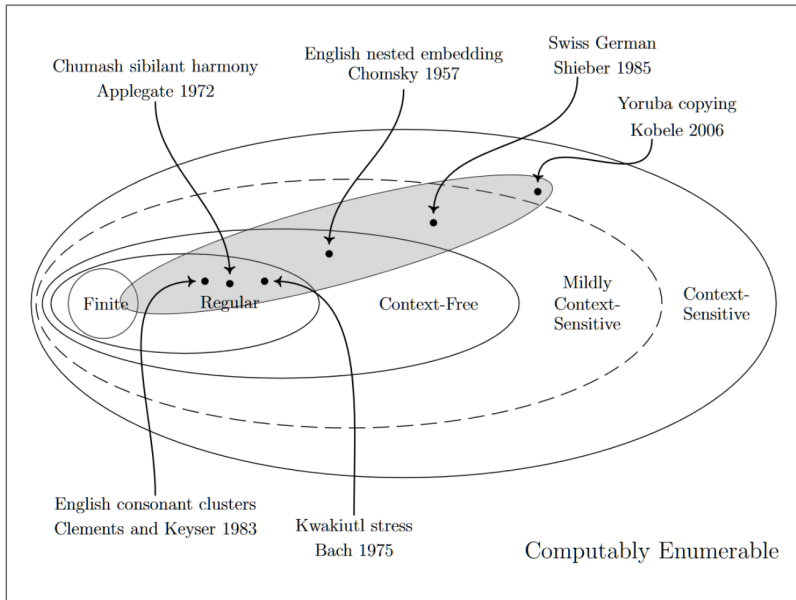 Chumash sibilant harmony
Applegate 1972
English nested embedding
Chomsky 1957
Swiss German
Shieber 1985
Yoruba copying
Kobele 2006
Finite
Regular
Context-Free
Mildly
Context-
Sensitive
Context-
Sensitive
English consonant clusters
Clements and Keyser 1983
Kwakiutl stress
Bach 1975
Computably Enumerable